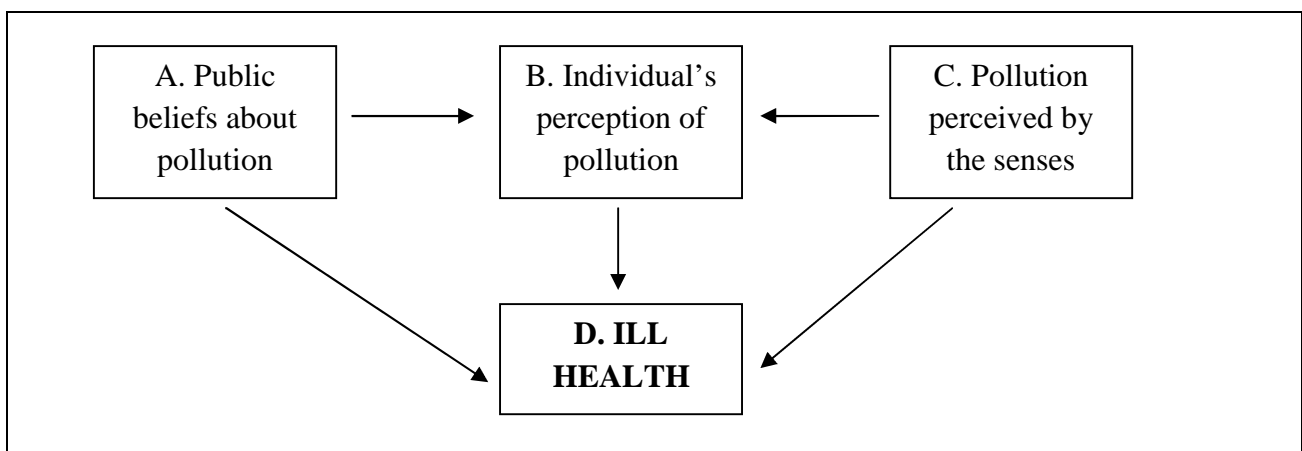 A. Public
beliefs about
pollution
B. Individual’s
perception of
pollution
C. Pollution
perceived by
the senses
D. ILL
HEALTH